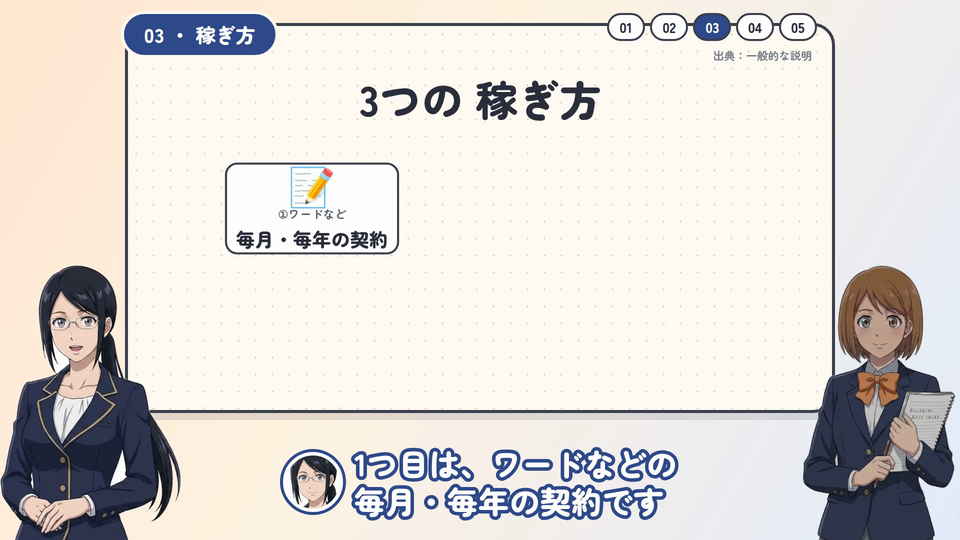 03 ・ 稼ぎ方
01 02 03 04 05
出典：一般的な説明
3つの 稼ぎ方
①ワードなど
毎月・毎年の契約
1つ目は、ワードなどの
毎月・毎年の契約です